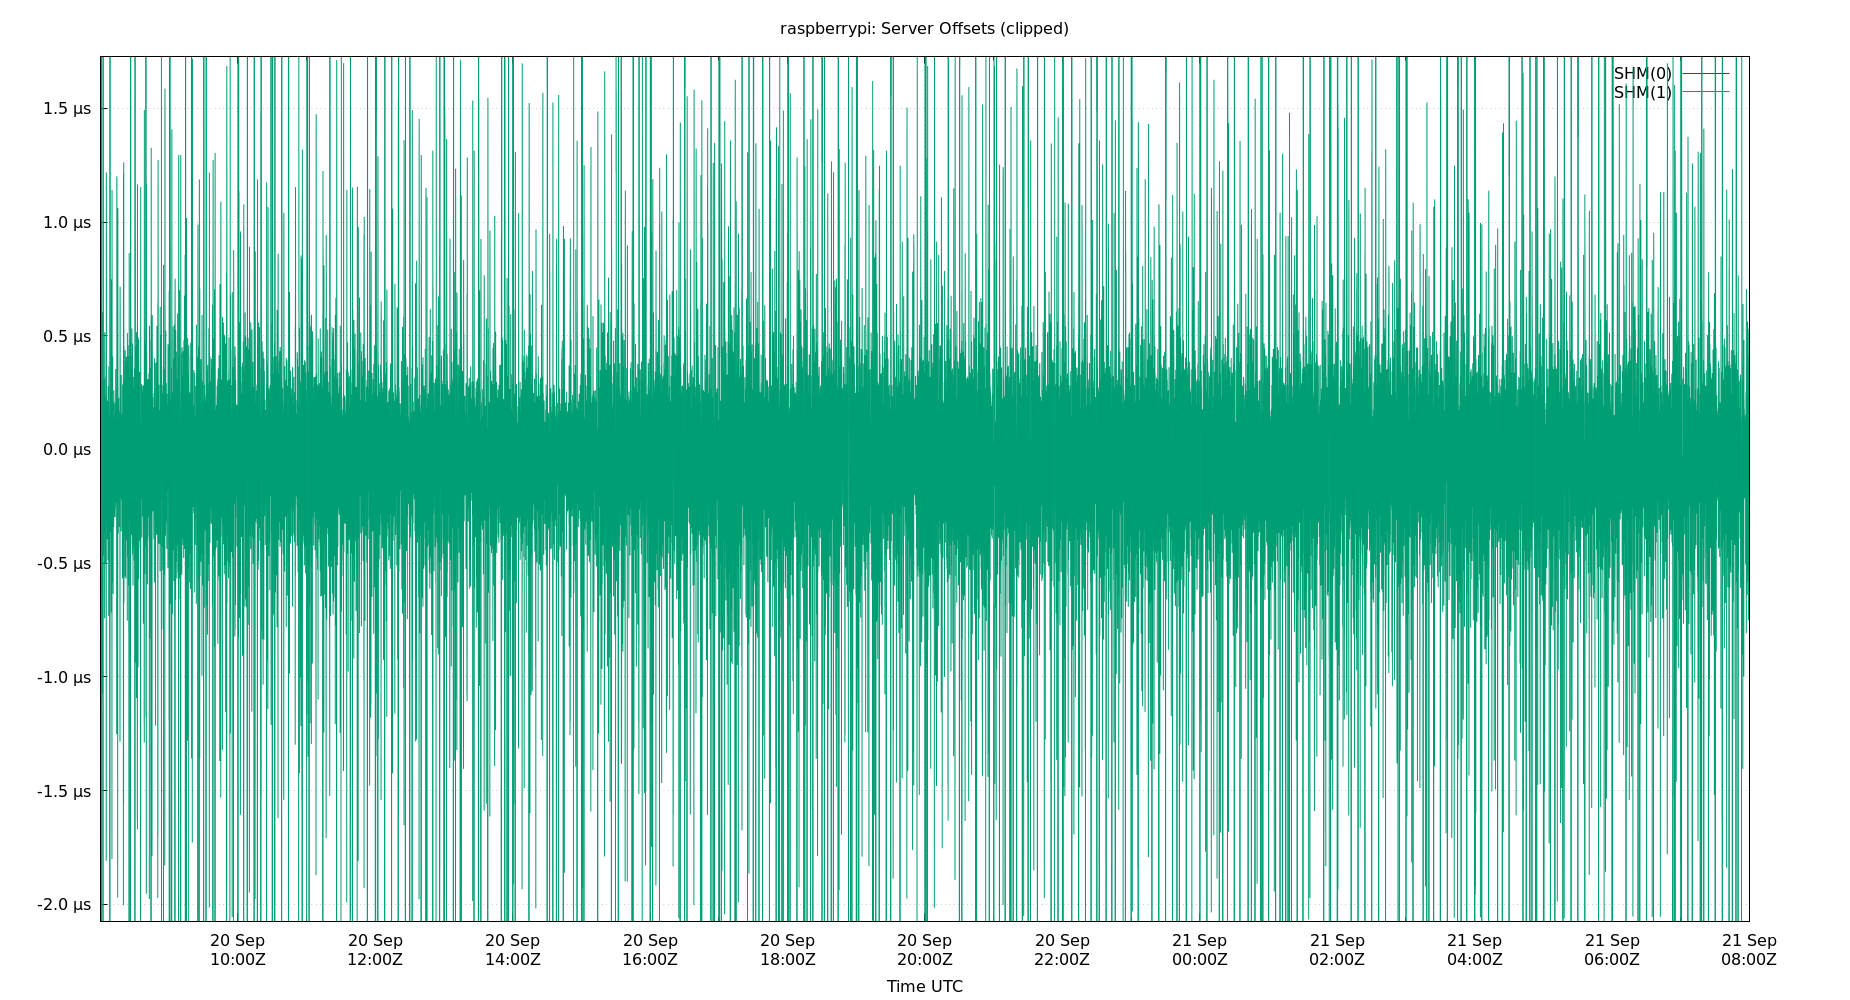 raspberrypi: Server Offsets (clipped)
SHM(0)
SHM(1)
1.5 µs
1.0 µs
0.5 µs
0.0 µs
-0.5 µs
-1.0 µs
-1.5 µs
-2.0 µs
20 Sep 20 Sep 20 Sep 20 Sep 20 Sep 20 Sep 20 Sep 21 Sep 21 Sep 21 Sep 21 Sep 21 Sep
10:00Z 12:00Z 14:00Z 16:00Z 18:00Z 20:00Z 22:00Z 00:00Z 02:00Z 04:00Z 06:00Z 08:00Z
Time UTC